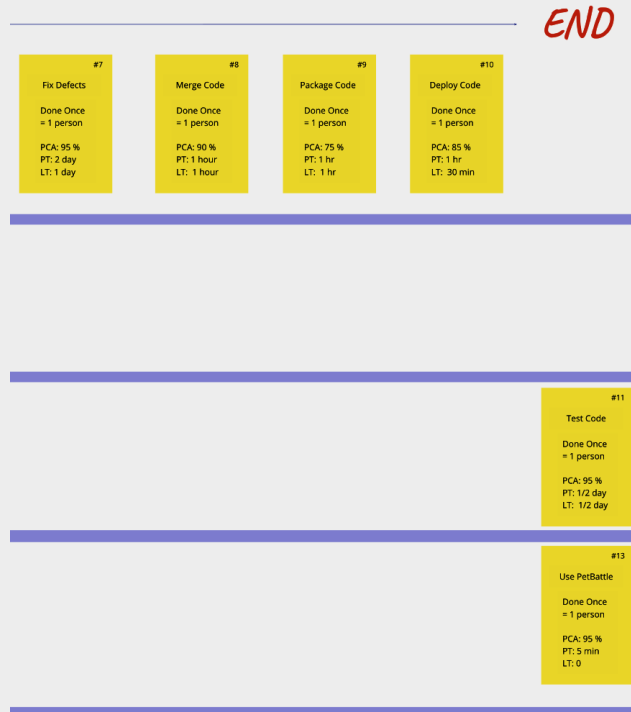 END
#7
Fix Defects
Done Once
= 1 person
PCA: 95 %
PT: 2 day
LT: 1 day
#8
Merge Code
Done Once
= 1 person
PCA: 90 %
PT: 1 hour
LT: 1 hour
#9
Package Code
Done Once
= 1 person
PCA: 75 %
PT: 1 hr
LT: 1 hr
#10
Deploy Code
Done Once
= 1 person
PCA: 85 %
PT: 1 hr
LT: 30 min
#11
Test Code
Done Once
= 1 person
PCA: 95 %
PT: 1/2 day
LT: 1/2 day
#13
Use PetBattle
Done Once
= 1 person
PCA: 95 %
PT: 5 min
LT: 0